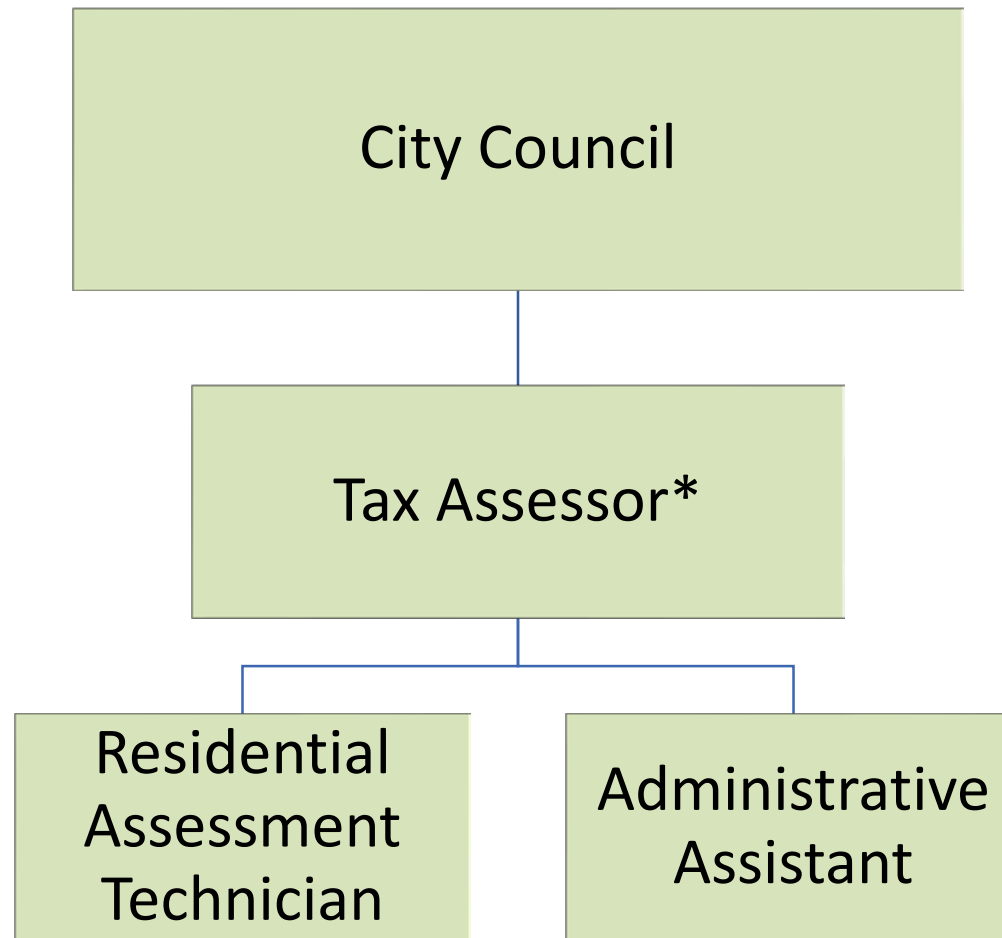 City Council
Tax Assessor*
Residential
Assessment
Technician
Administrative
Assistant